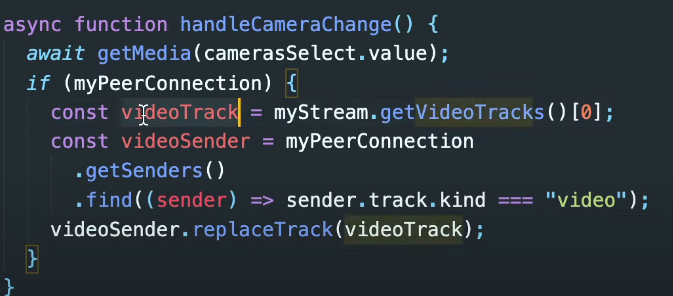 async function handleCameraChange() {
  await getMedia(camerasSelect.value);
  if (myPeerConnection) {
    const videoTrack = myStream.getVideoTracks()[0];
    const videoSender = myPeerConnection
      .getSenders()
      .find((sender) => sender.track.kind === "video");
    videoSender.replaceTrack(videoTrack);
  }
}